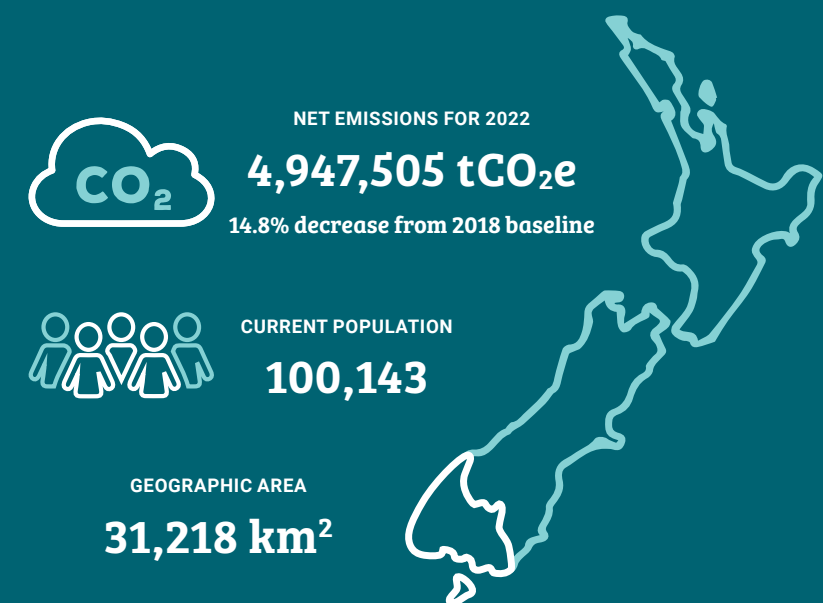 CO₂
NET EMISSIONS FOR 2022
4,947,505 tCO₂e
14.8% decrease from 2018 baseline
CURRENT POPULATION
100,143
GEOGRAPHIC AREA
31,218 km²